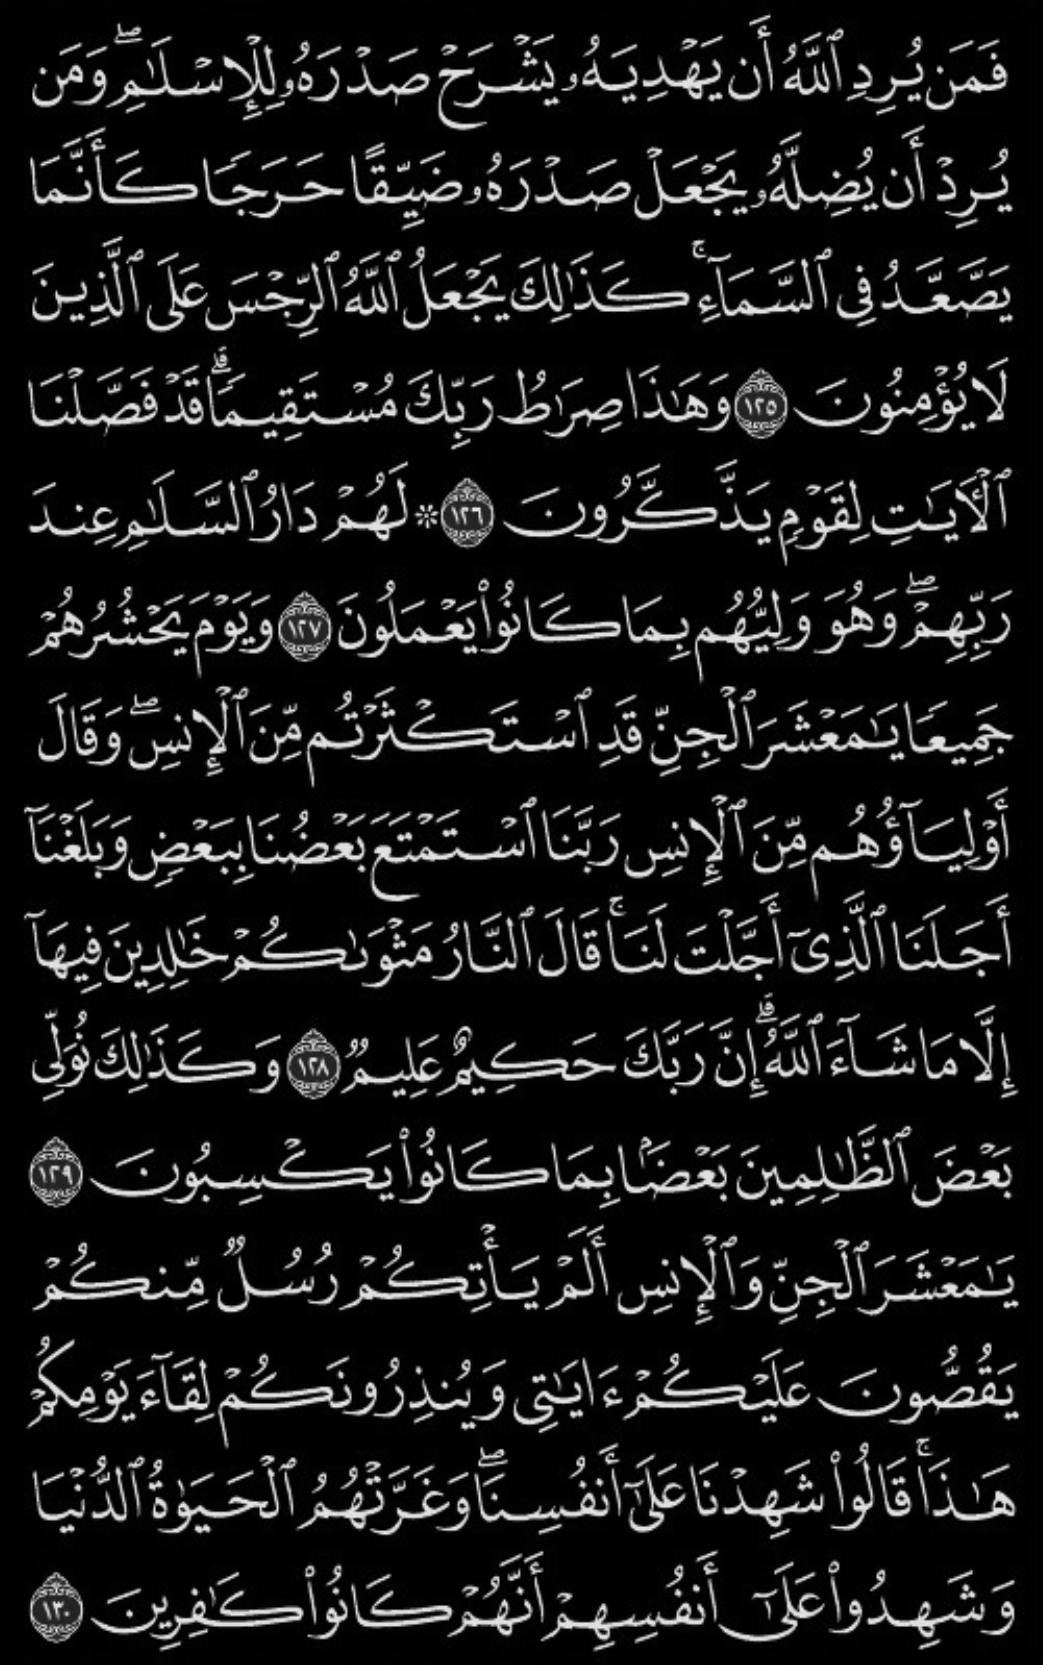 فَمَن يُرِدِ ٱللَّهُ أَن يَهْدِيَهُۥ يَشْرَحْ صَدْرَهُۥ لِلْإِسْلَٰمِۖ وَمَن
يُرِدْ أَن يُضِلَّهُۥ يَجْعَلْ صَدْرَهُۥ ضَيِّقًا حَرَجًا كَأَنَّمَا
يَصَّعَّدُ فِى ٱلسَّمَآءِۚ كَذَٰلِكَ يَجْعَلُ ٱللَّهُ ٱلرِّجْسَ عَلَى ٱلَّذِينَ
لَا يُؤْمِنُونَ ١٢٥ وَهَٰذَا صِرَٰطُ رَبِّكَ مُسْتَقِيمًاۗ قَدْ فَصَّلْنَا
ٱلْءَايَٰتِ لِقَوْمٍ يَذَّكَّرُونَ ١٢٦ * لَهُمْ دَارُ ٱلسَّلَٰمِ عِندَ
رَبِّهِمْۖ وَهُوَ وَلِيُّهُم بِمَا كَانُوا۟ يَعْمَلُونَ ١٢٧ وَيَوْمَ يَحْشُرُهُمْ
جَمِيعًا يَٰمَعْشَرَ ٱلْجِنِّ قَدِ ٱسْتَكْثَرْتُم مِّنَ ٱلْإِنسِۖ وَقَالَ
أَوْلِيَآؤُهُم مِّنَ ٱلْإِنسِ رَبَّنَا ٱسْتَمْتَعَ بَعْضُنَا بِبَعْضٍ وَبَلَغْنَآ
أَجَلَنَا ٱلَّذِىٓ أَجَّلْتَ لَنَاۚ قَالَ ٱلنَّارُ مَثْوَىٰكُمْ خَٰلِدِينَ فِيهَآ
إِلَّا مَا شَآءَ ٱللَّهُۗ إِنَّ رَبَّكَ حَكِيمٌ عَلِيمٌ ١٢٨ وَكَذَٰلِكَ نُوَلِّى
بَعْضَ ٱلظَّٰلِمِينَ بَعْضًۢا بِمَا كَانُوا۟ يَكْسِبُونَ ١٢٩
يَٰمَعْشَرَ ٱلْجِنِّ وَٱلْإِنسِ أَلَمْ يَأْتِكُمْ رُسُلٌ مِّنكُمْ
يَقُصُّونَ عَلَيْكُمْ ءَايَٰتِى وَيُنذِرُونَكُمْ لِقَآءَ يَوْمِكُمْ
هَٰذَاۚ قَالُوا۟ شَهِدْنَا عَلَىٰٓ أَنفُسِنَاۖ وَغَرَّتْهُمُ ٱلْحَيَوٰةُ ٱلدُّنْيَا
وَشَهِدُوا۟ عَلَىٰٓ أَنفُسِهِمْ أَنَّهُمْ كَانُوا۟ كَٰفِرِينَ ١٣٠